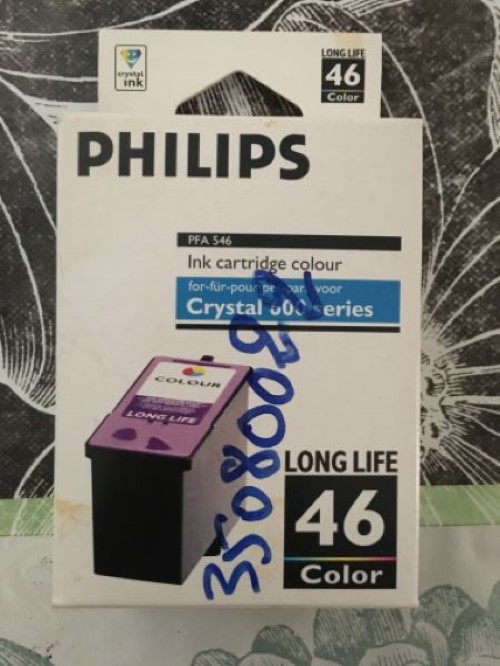 crystal
ink
LONG LIFE
46
Color
PHILIPS
PFA 546
Ink cartridge colour
for-für-pour-per-para-voor
Crystal 600 series
COLOUR
LONG LIFE
LONG LIFE
46
Color